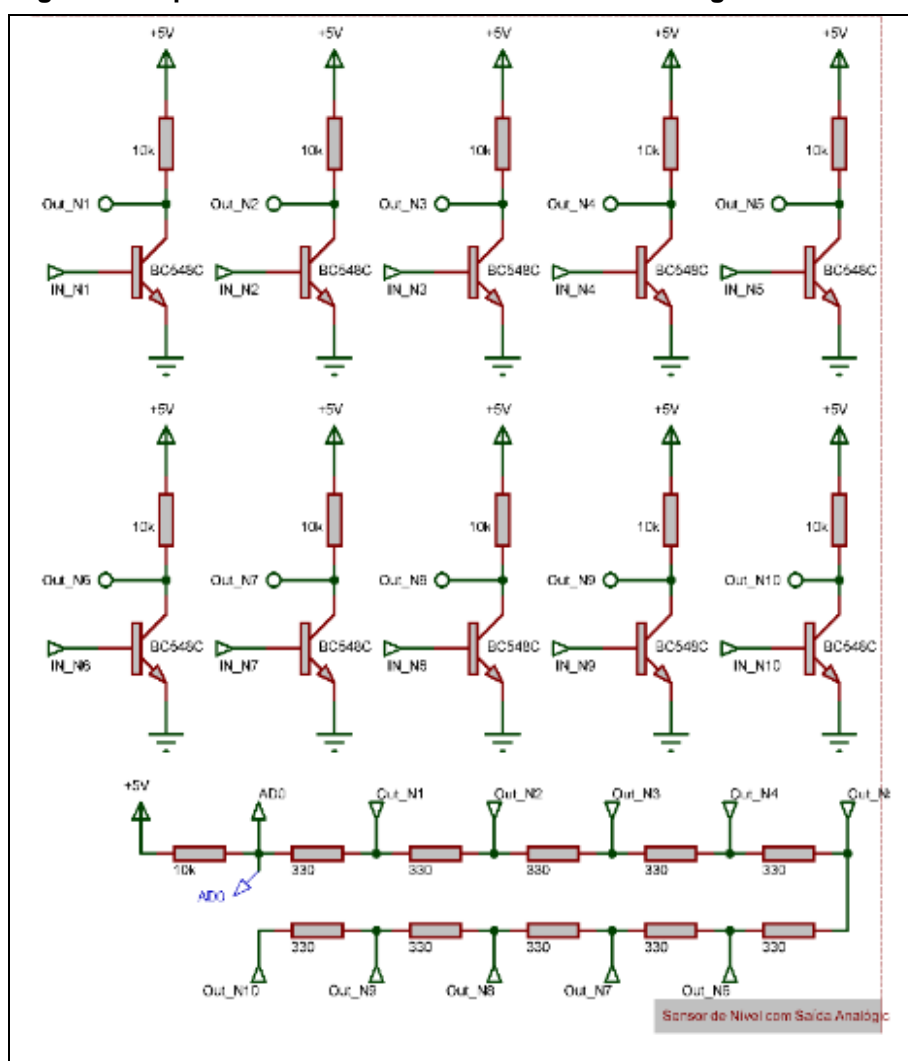 +5V +5V +5V +5V +5V
10k 10k 10k 10k 10k
Out_N1 Out_N2 Out_N3 Out_N4 Out_N5
BC548C BC548C BC548C BC548C BC548C
IN_N1 IN_N2 IN_N3 IN_N4 IN_N5
+5V +5V +5V +5V +5V
10k 10k 10k 10k 10k
Out_N6 Out_N7 Out_N8 Out_N9 Out_N10
BC548C BC548C BC548C BC548C BC548C
IN_N6 IN_N7 IN_N8 IN_N9 IN_N10
+5V AD0 Out_N1 Out_N2 Out_N3 Out_N4
10k 330 330 330 330 330
AD0
330 330 330 330 330
Out_N10 Out_N9 Out_N8 Out_N7 Out_N6
Sensor de Nivel com Saída Analógic